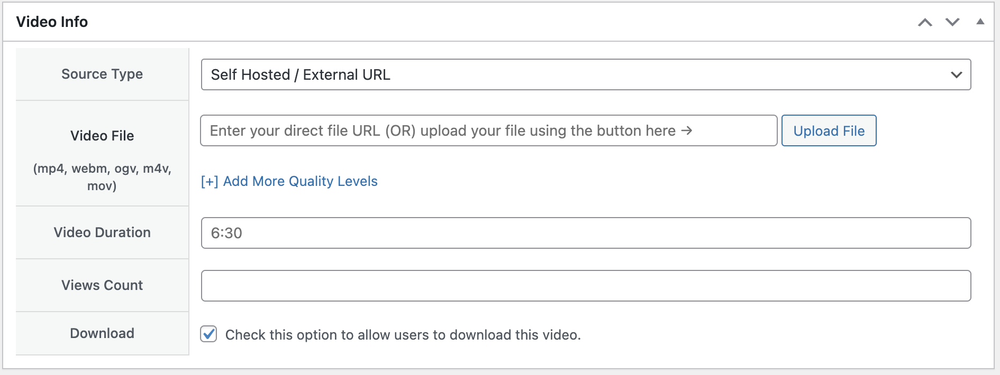 Video Info
Source Type
Self Hosted / External URL
Video File
(mp4, webm, ogv, m4v,
mov)
Enter your direct file URL (OR) upload your file using the button here →
Upload File
[+] Add More Quality Levels
Video Duration
6:30
Views Count
Download
Check this option to allow users to download this video.